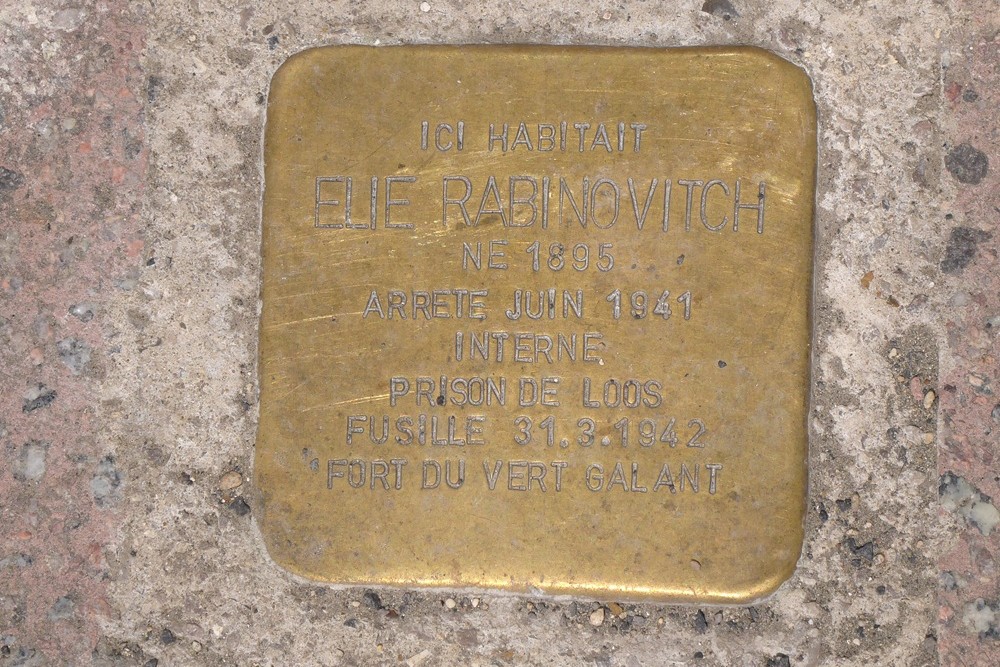 ICI HABITAIT
ELIE RABINOVITCH
NE 1895
ARRETE JUIN 1941
INTERNE
PRISON DE LOOS
FUSILLE 31.3.1942
FORT DU VERT GALANT